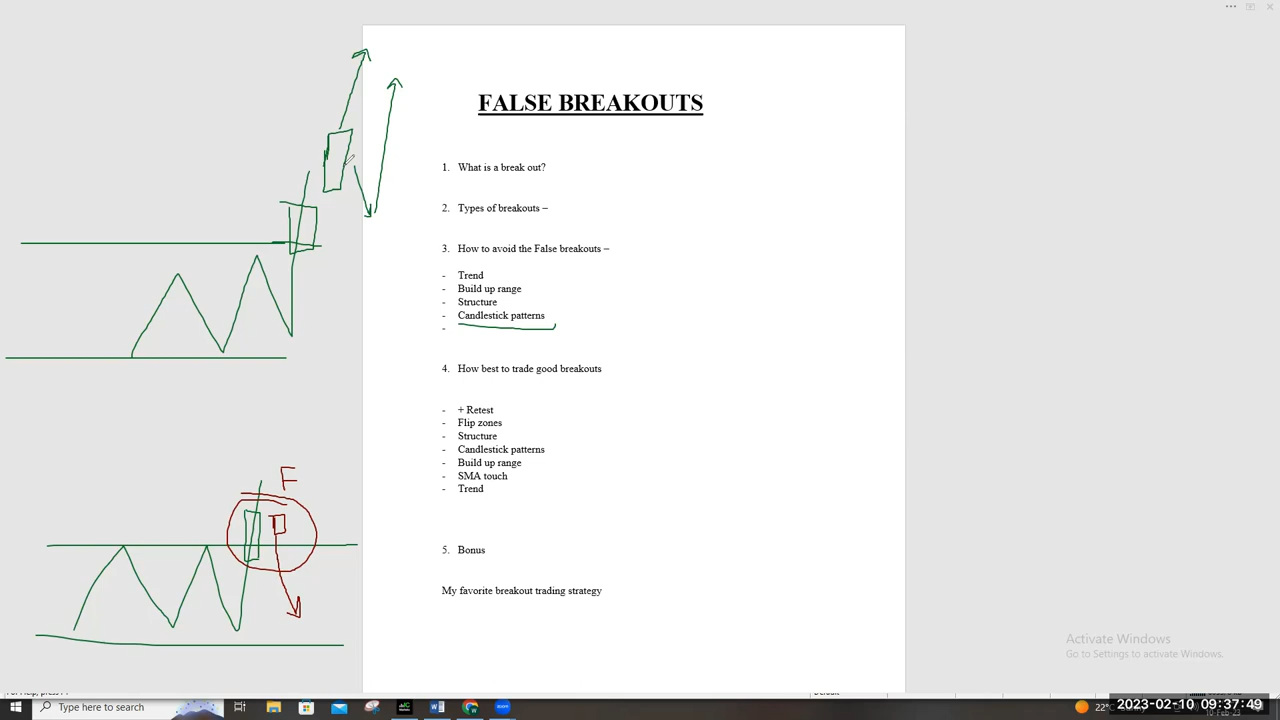 FALSE BREAKOUTS
1. What is a break out?
2. Types of breakouts –
3. How to avoid the False breakouts –
- Trend
- Build up range
- Structure
- Candlestick patterns
-
4. How best to trade good breakouts
- + Retest
- Flip zones
- Structure
- Candlestick patterns
- Build up range
- SMA touch
- Trend
5. Bonus
My favorite breakout trading strategy
F
Activate Windows
Go to Settings to activate Windows.
Type here to search
22°C
2023-02-10 09:37:49